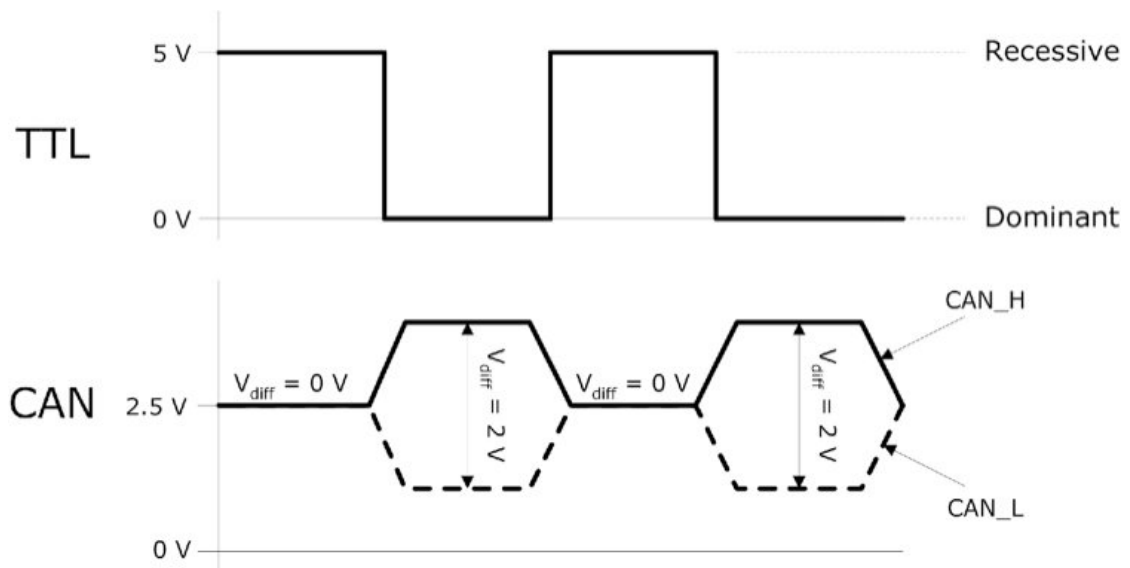 5 V
Recessive
TTL
0 V
Dominant
CAN_H
V_diff = 0 V
V_diff = 2 V
V_diff = 0 V
V_diff = 2 V
CAN
2.5 V
CAN_L
0 V